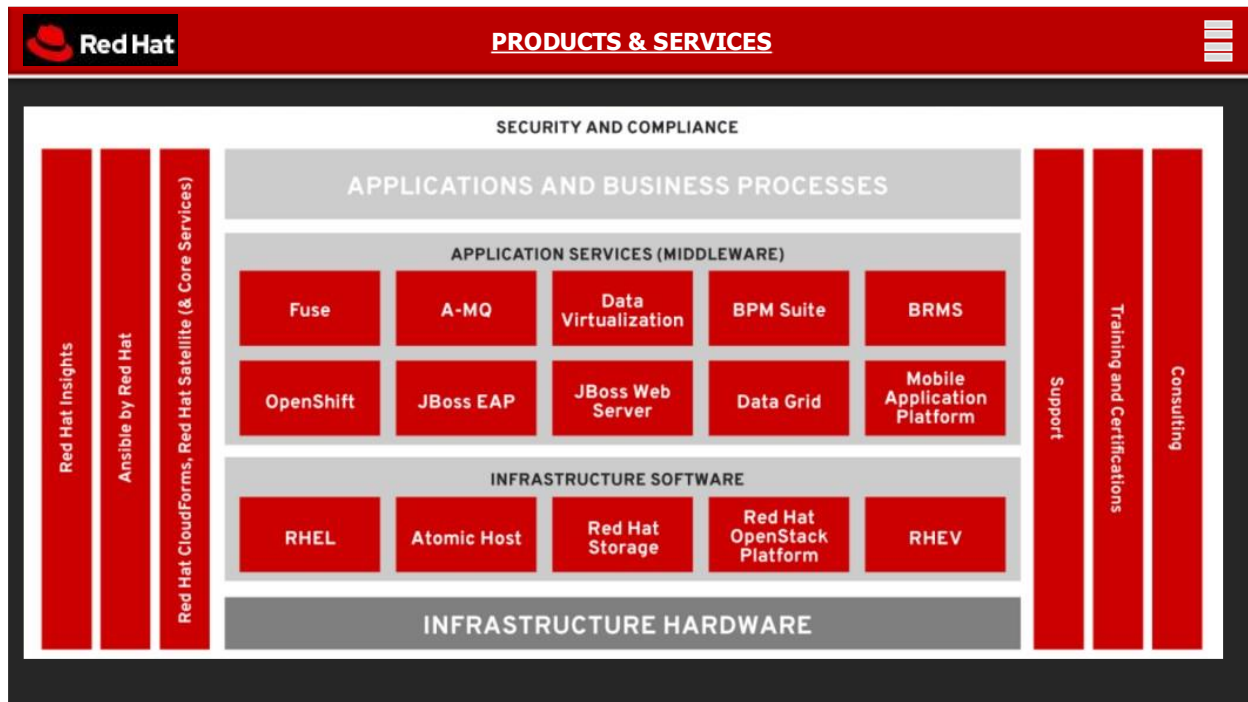 Red Hat
PRODUCTS & SERVICES
SECURITY AND COMPLIANCE
Red Hat Insights
Ansible by Red Hat
Red Hat CloudForms, Red Hat Satellite (& Core Services)
APPLICATIONS AND BUSINESS PROCESSES
APPLICATION SERVICES (MIDDLEWARE)
Fuse
A-MQ
Data
Virtualization
BPM Suite
BRMS
OpenShift
JBoss EAP
JBoss Web
Server
Data Grid
Mobile
Application
Platform
INFRASTRUCTURE SOFTWARE
RHEL
Atomic Host
Red Hat
Storage
Red Hat
OpenStack
Platform
RHEV
INFRASTRUCTURE HARDWARE
Support
Training and Certifications
Consulting